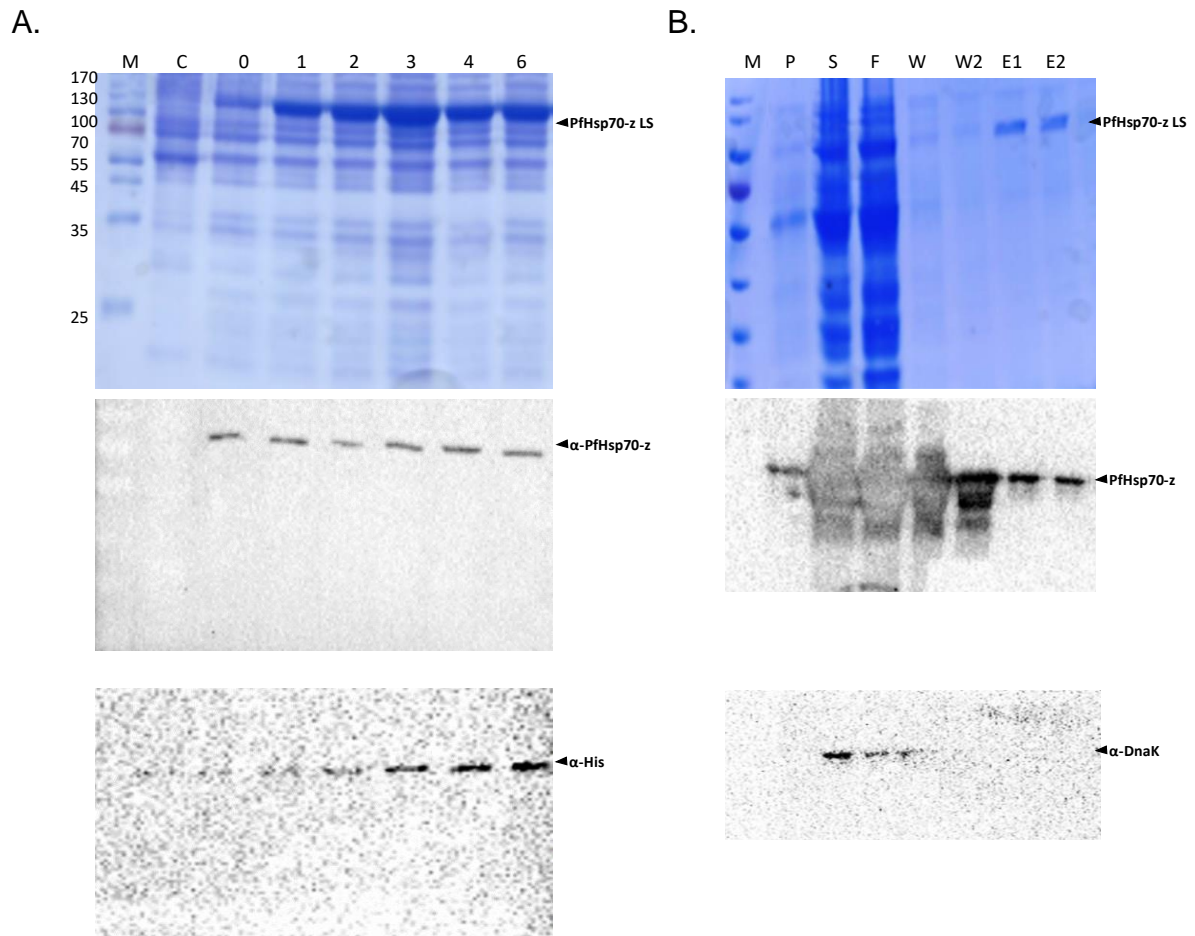 A.
M C 0 1 2 3 4 6
170
130
100
70
55
45
35
25
PfHsp70-z LS
α-PfHsp70-z
α-His
B.
M P S F W W2 E1 E2
PfHsp70-z LS
PfHsp70-z
α-DnaK